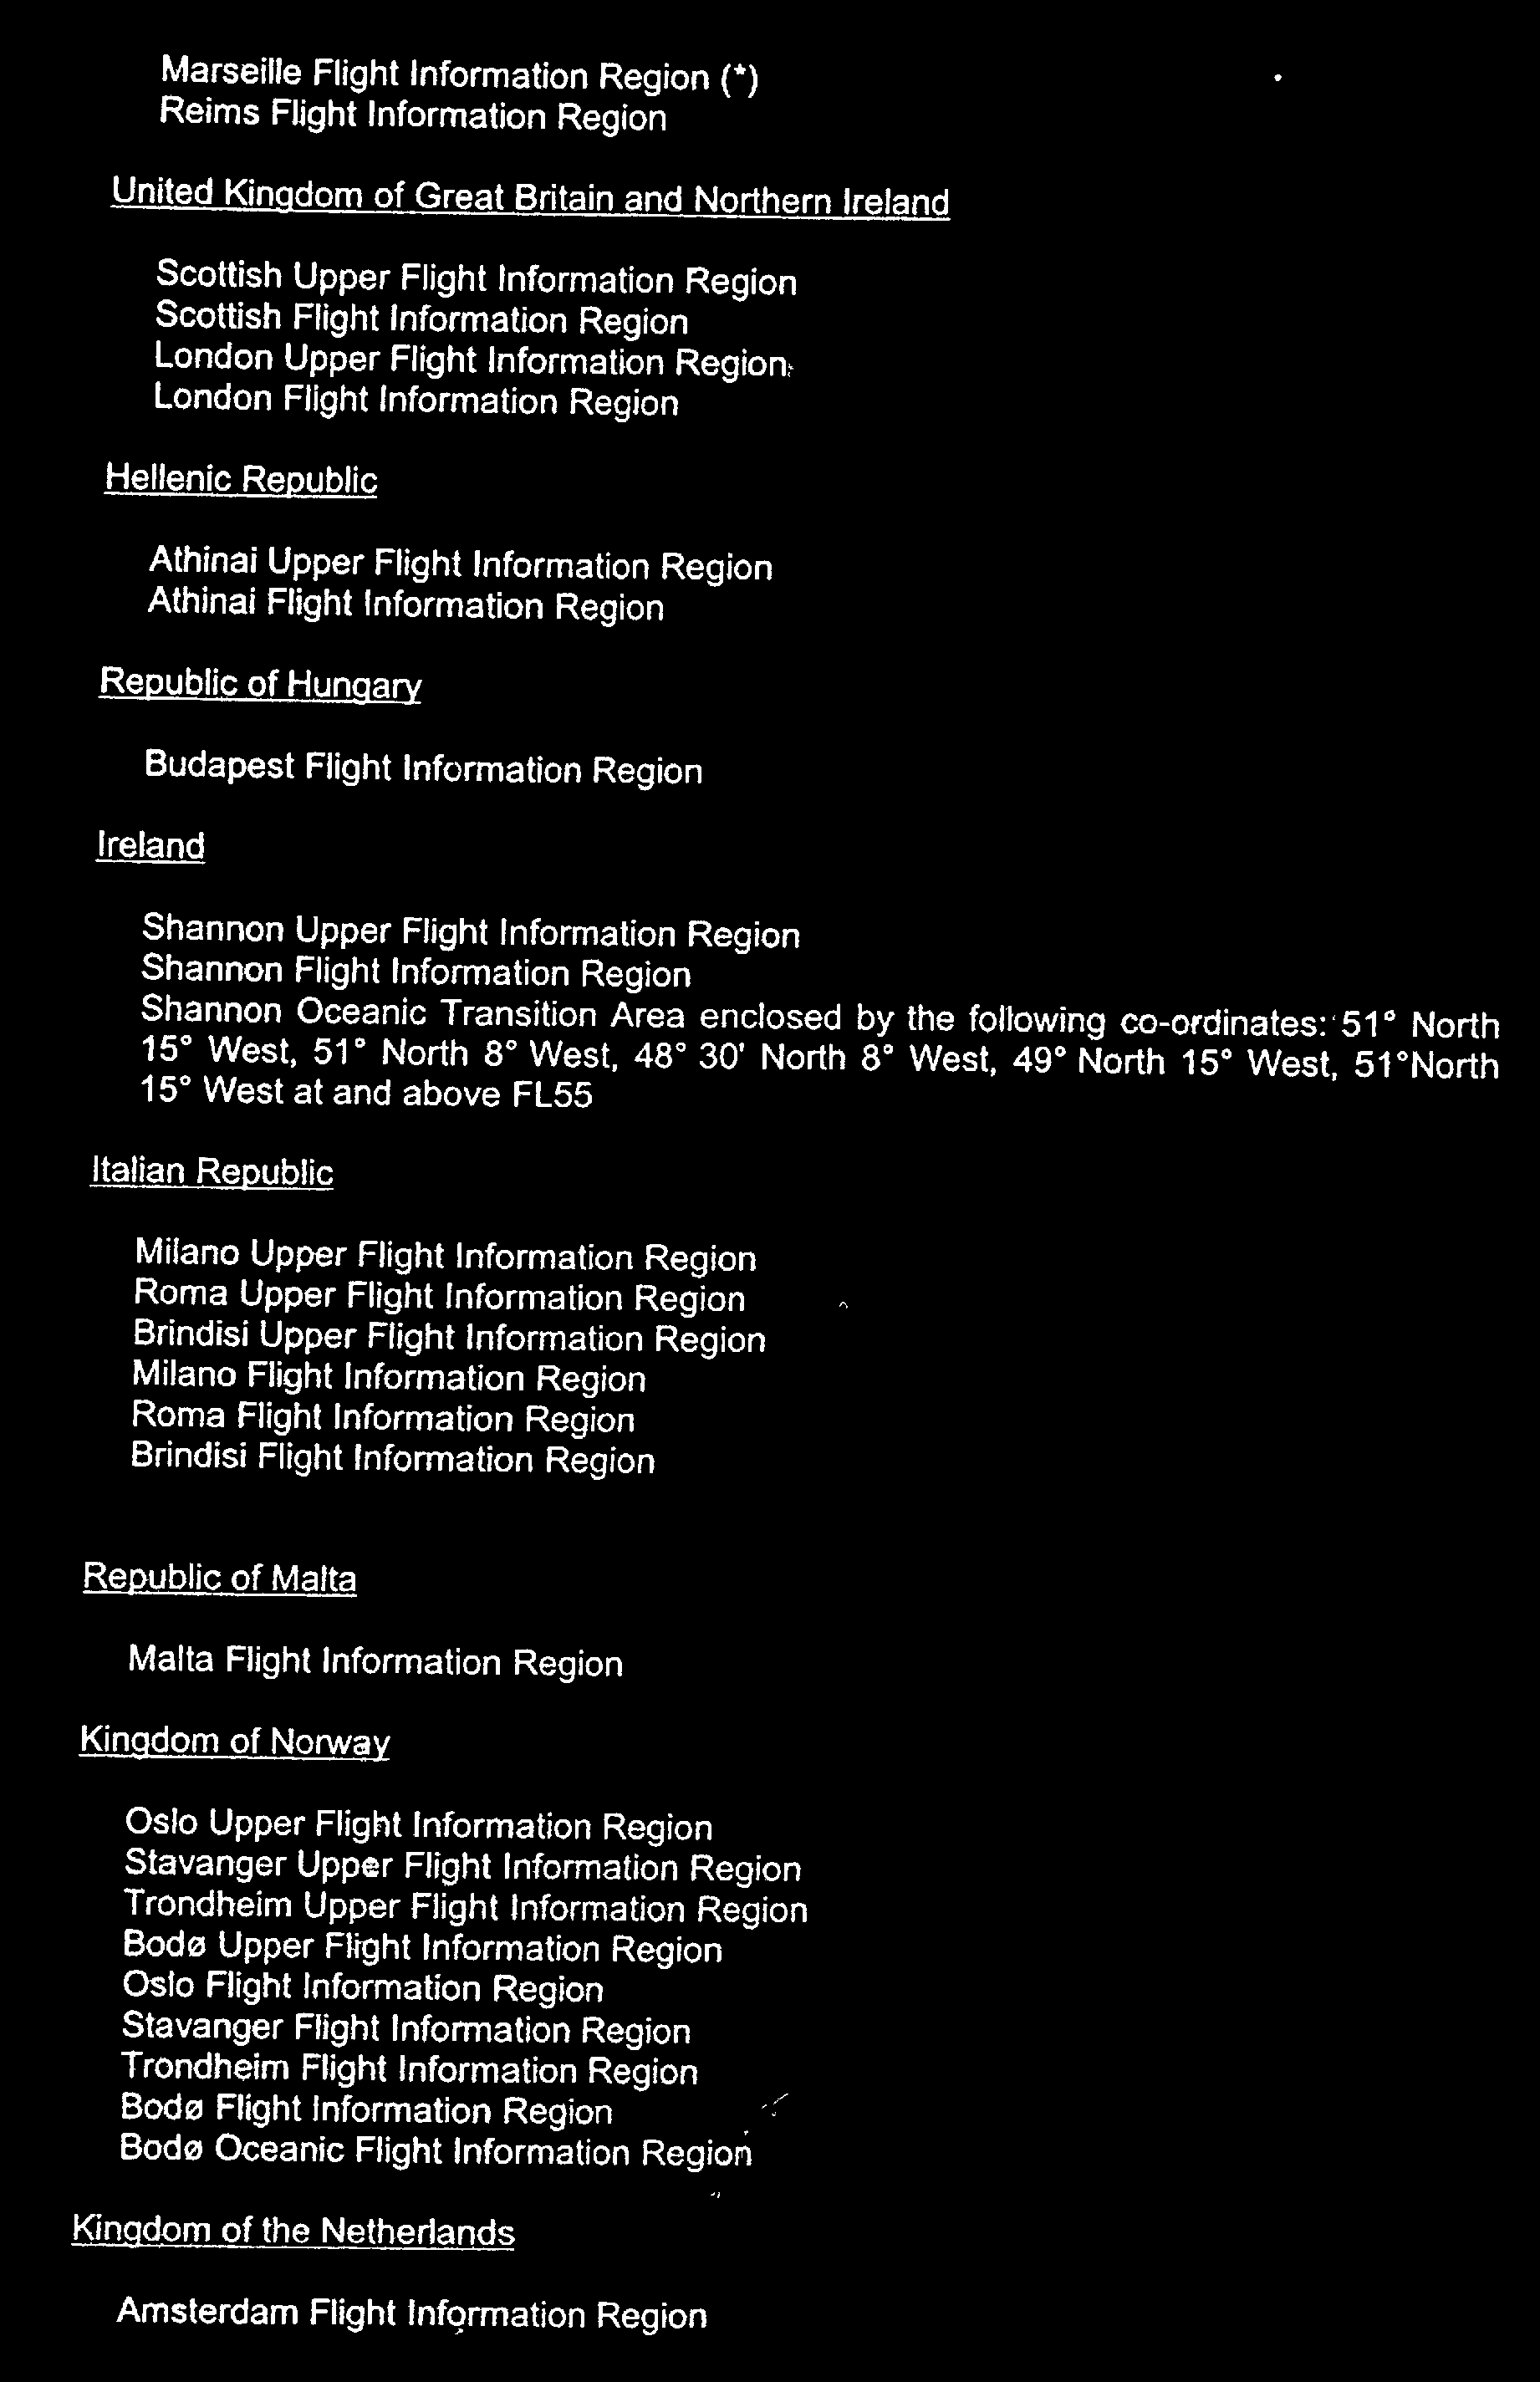 Marseille Flight Information Region (*)
Reims Flight Information Region
United Kingdom of Great Britain and Northern Ireland
Scottish Upper Flight Information Region
Scottish Flight Information Region
London Upper Flight Information Region
London Flight Information Region
Hellenic Republic
Athinai Upper Flight Information Region
Athinai Flight Information Region
Republic of Hungary
Budapest Flight Information Region
Ireland
Shannon Upper Flight Information Region
Shannon Flight Information Region
Shannon Oceanic Transition Area enclosed by the following co-ordinates: 51° North
15° West, 51° North 8° West, 48° 30' North 8° West, 49° North 15° West, 51°North
15° West at and above FL55
Italian Republic
Milano Upper Flight Information Region
Roma Upper Flight Information Region
Brindisi Upper Flight Information Region
Milano Flight Information Region
Roma Flight Information Region
Brindisi Flight Information Region
Republic of Malta
Malta Flight Information Region
Kingdom of Norway
Oslo Upper Flight Information Region
Stavanger Upper Flight Information Region
Trondheim Upper Flight Information Region
Bodø Upper Flight Information Region
Oslo Flight Information Region
Stavanger Flight Information Region
Trondheim Flight Information Region
Bodø Flight Information Region
Bodø Oceanic Flight Information Region
Kingdom of the Netherlands
Amsterdam Flight Information Region